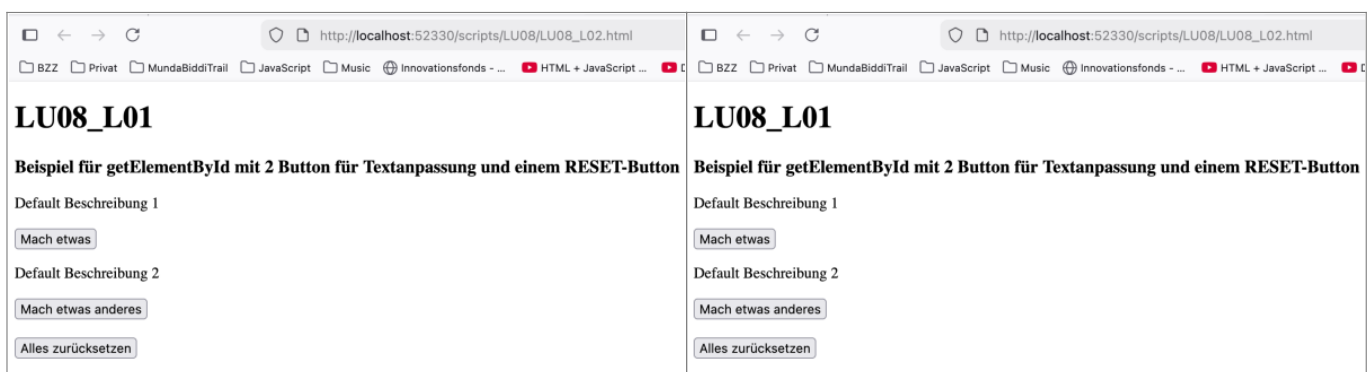 http://localhost:52330/scripts/LU08/LU08_L02.html
BZZ Privat MundaBiddiTrail JavaScript Music Innovationsfonds - ... HTML + JavaScript ...
LU08_L01
Beispiel für getElementById mit 2 Button für Textanpassung und einem RESET-Button
Default Beschreibung 1
Mach etwas
Default Beschreibung 2
Mach etwas anderes
Alles zurücksetzen
http://localhost:52330/scripts/LU08/LU08_L02.html
BZZ Privat MundaBiddiTrail JavaScript Music Innovationsfonds - ... HTML + JavaScript ...
LU08_L01
Beispiel für getElementById mit 2 Button für Textanpassung und einem RESET-Button
Default Beschreibung 1
Mach etwas
Default Beschreibung 2
Mach etwas anderes
Alles zurücksetzen